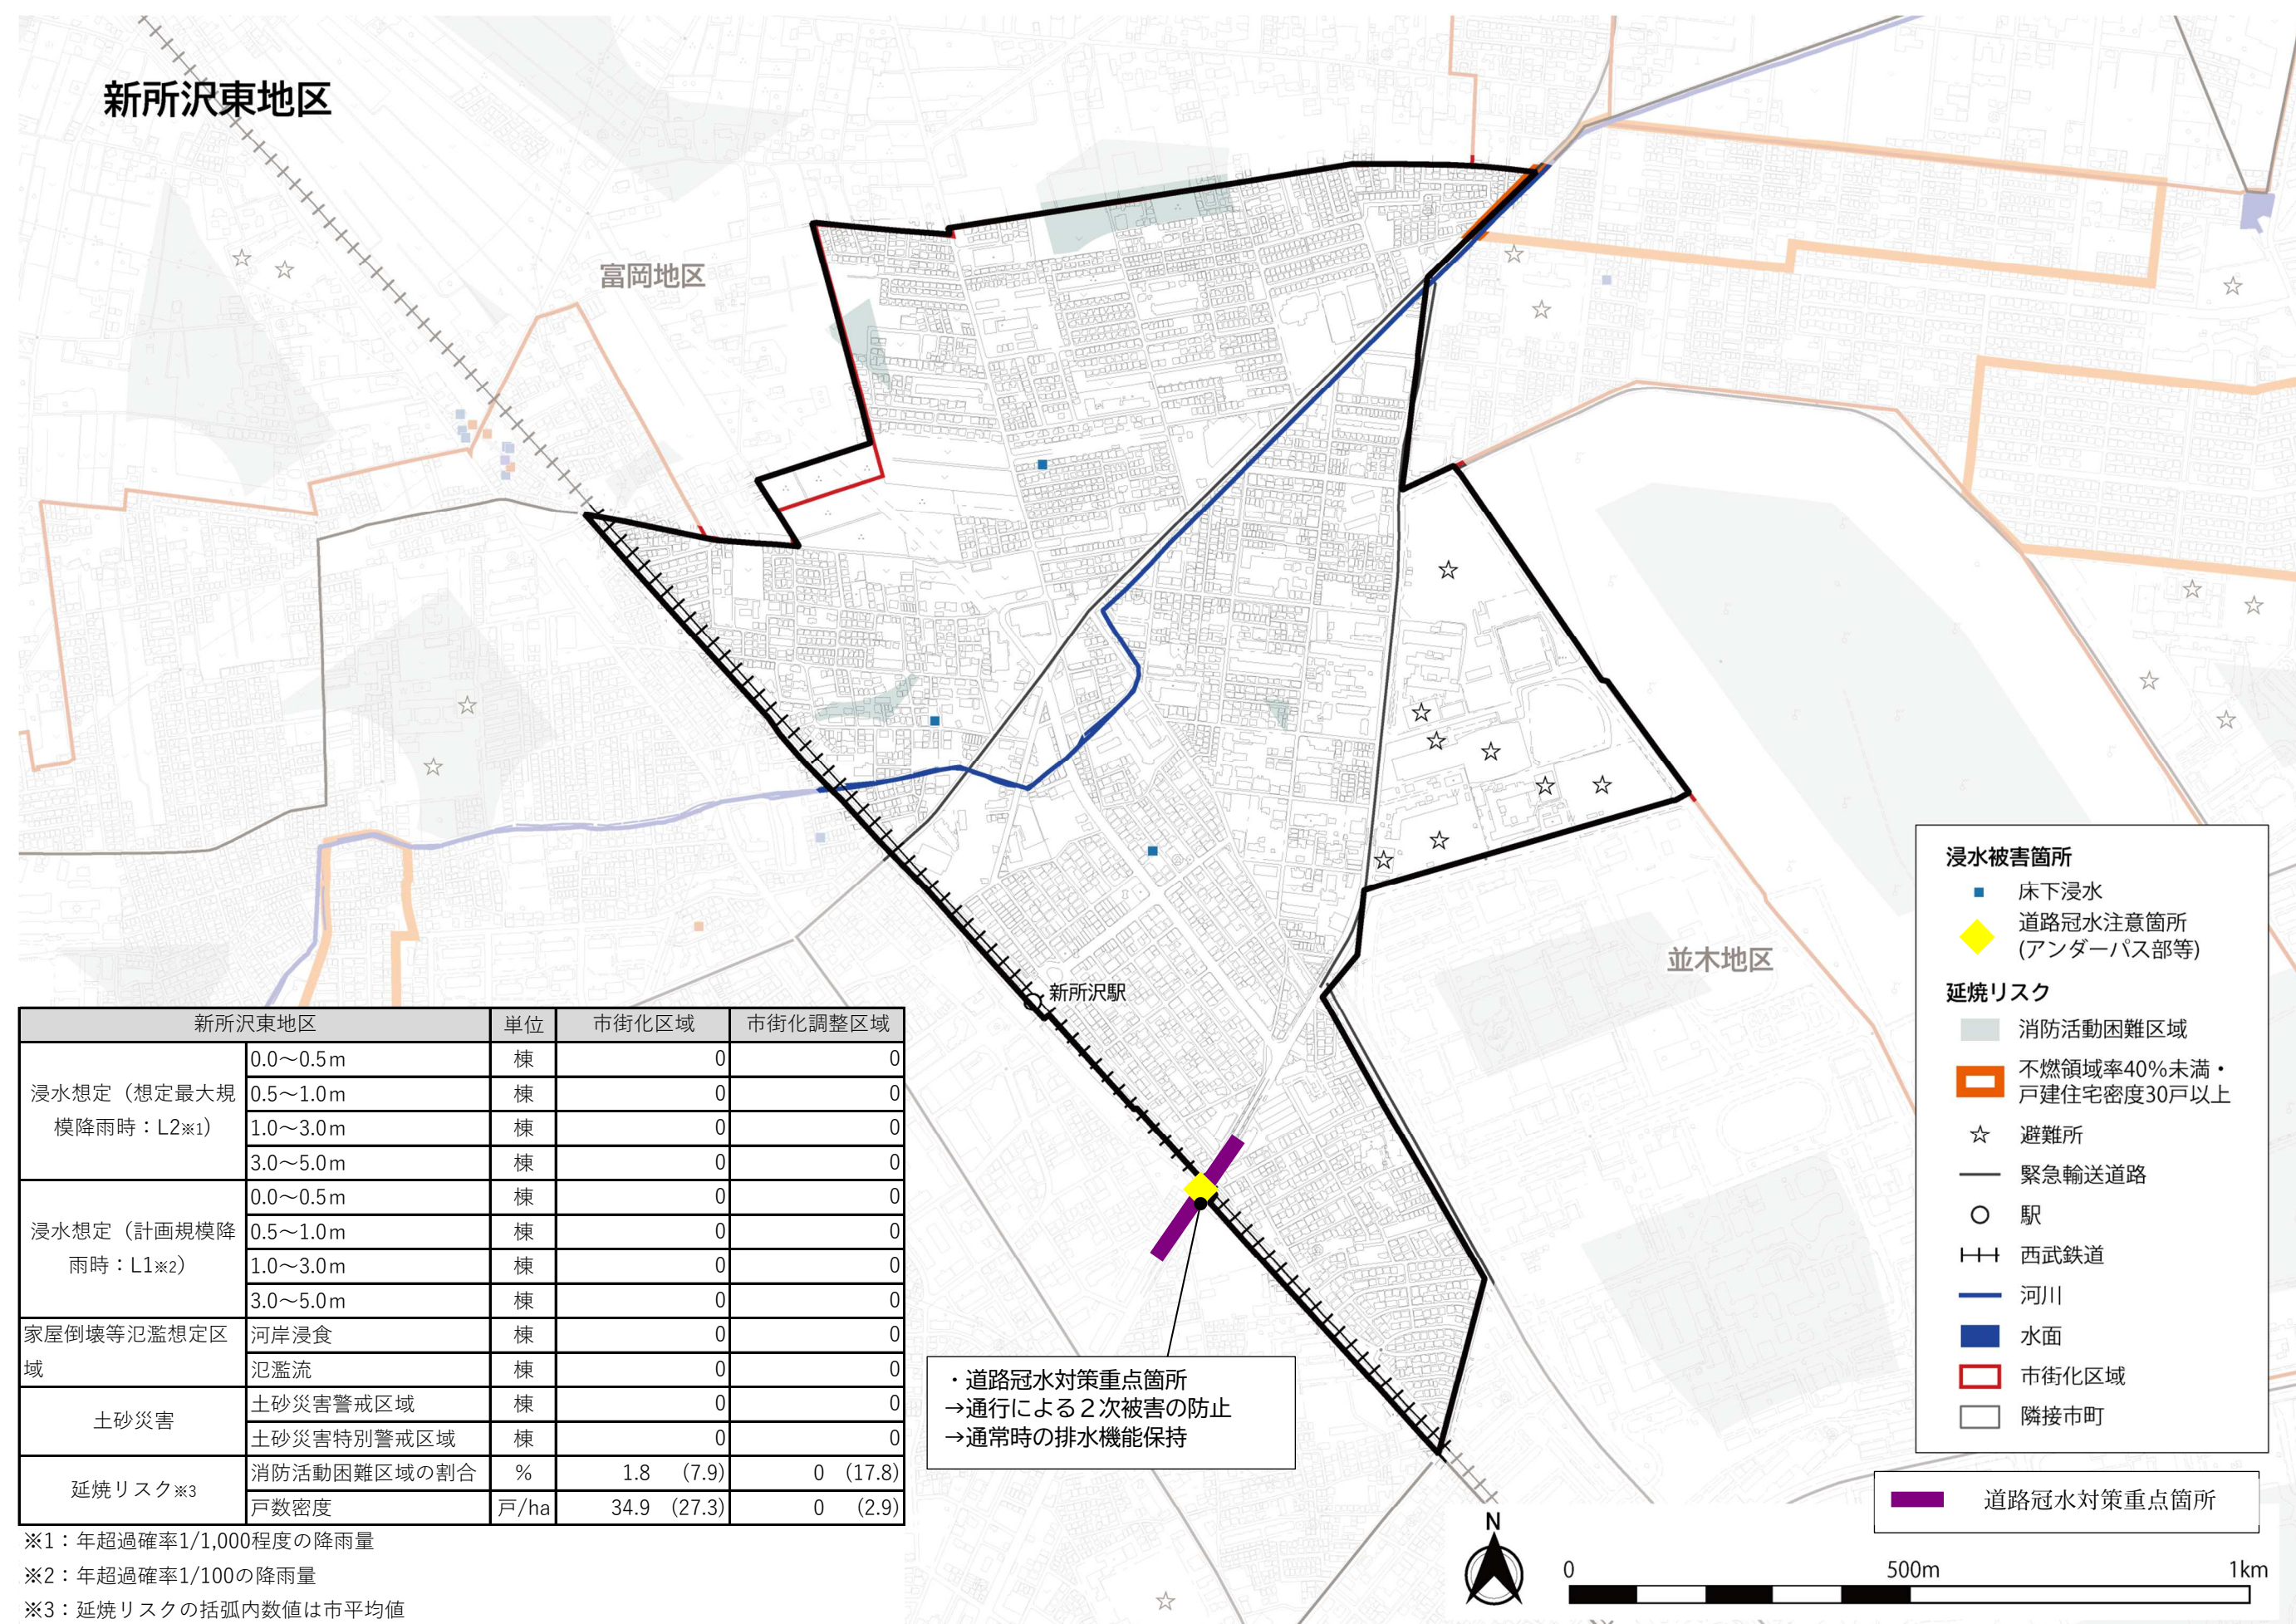 新所沢東地区
富岡地区
並木地区
新所沢駅
新所沢東地区 単位 市街化区域 市街化調整区域
浸水想定（想定最大規模降雨時：L2※1）
0.0～0.5m 棟 0 0
0.5～1.0m 棟 0 0
1.0～3.0m 棟 0 0
3.0～5.0m 棟 0 0
浸水想定（計画規模降雨時：L1※2）
0.0～0.5m 棟 0 0
0.5～1.0m 棟 0 0
1.0～3.0m 棟 0 0
3.0～5.0m 棟 0 0
家屋倒壊等氾濫想定区域
河岸浸食 棟 0 0
氾濫流 棟 0 0
土砂災害
土砂災害警戒区域 棟 0 0
土砂災害特別警戒区域 棟 0 0
延焼リスク※3
消防活動困難区域の割合 % 1.8 (7.9) 0 (17.8)
戸数密度 戸/ha 34.9 (27.3) 0 (2.9)
※1：年超過確率1/1,000程度の降雨量
※2：年超過確率1/100の降雨量
※3：延焼リスクの括弧内数値は市平均値
・道路冠水対策重点箇所
→通行による２次被害の防止
→通常時の排水機能保持
浸水被害箇所
床下浸水
道路冠水注意箇所
(アンダーパス部等)
延焼リスク
消防活動困難区域
不燃領域率40%未満・
戸建住宅密度30戸以上
避難所
緊急輸送道路
駅
西武鉄道
河川
水面
市街化区域
隣接市町
道路冠水対策重点箇所
N
0 500m 1km